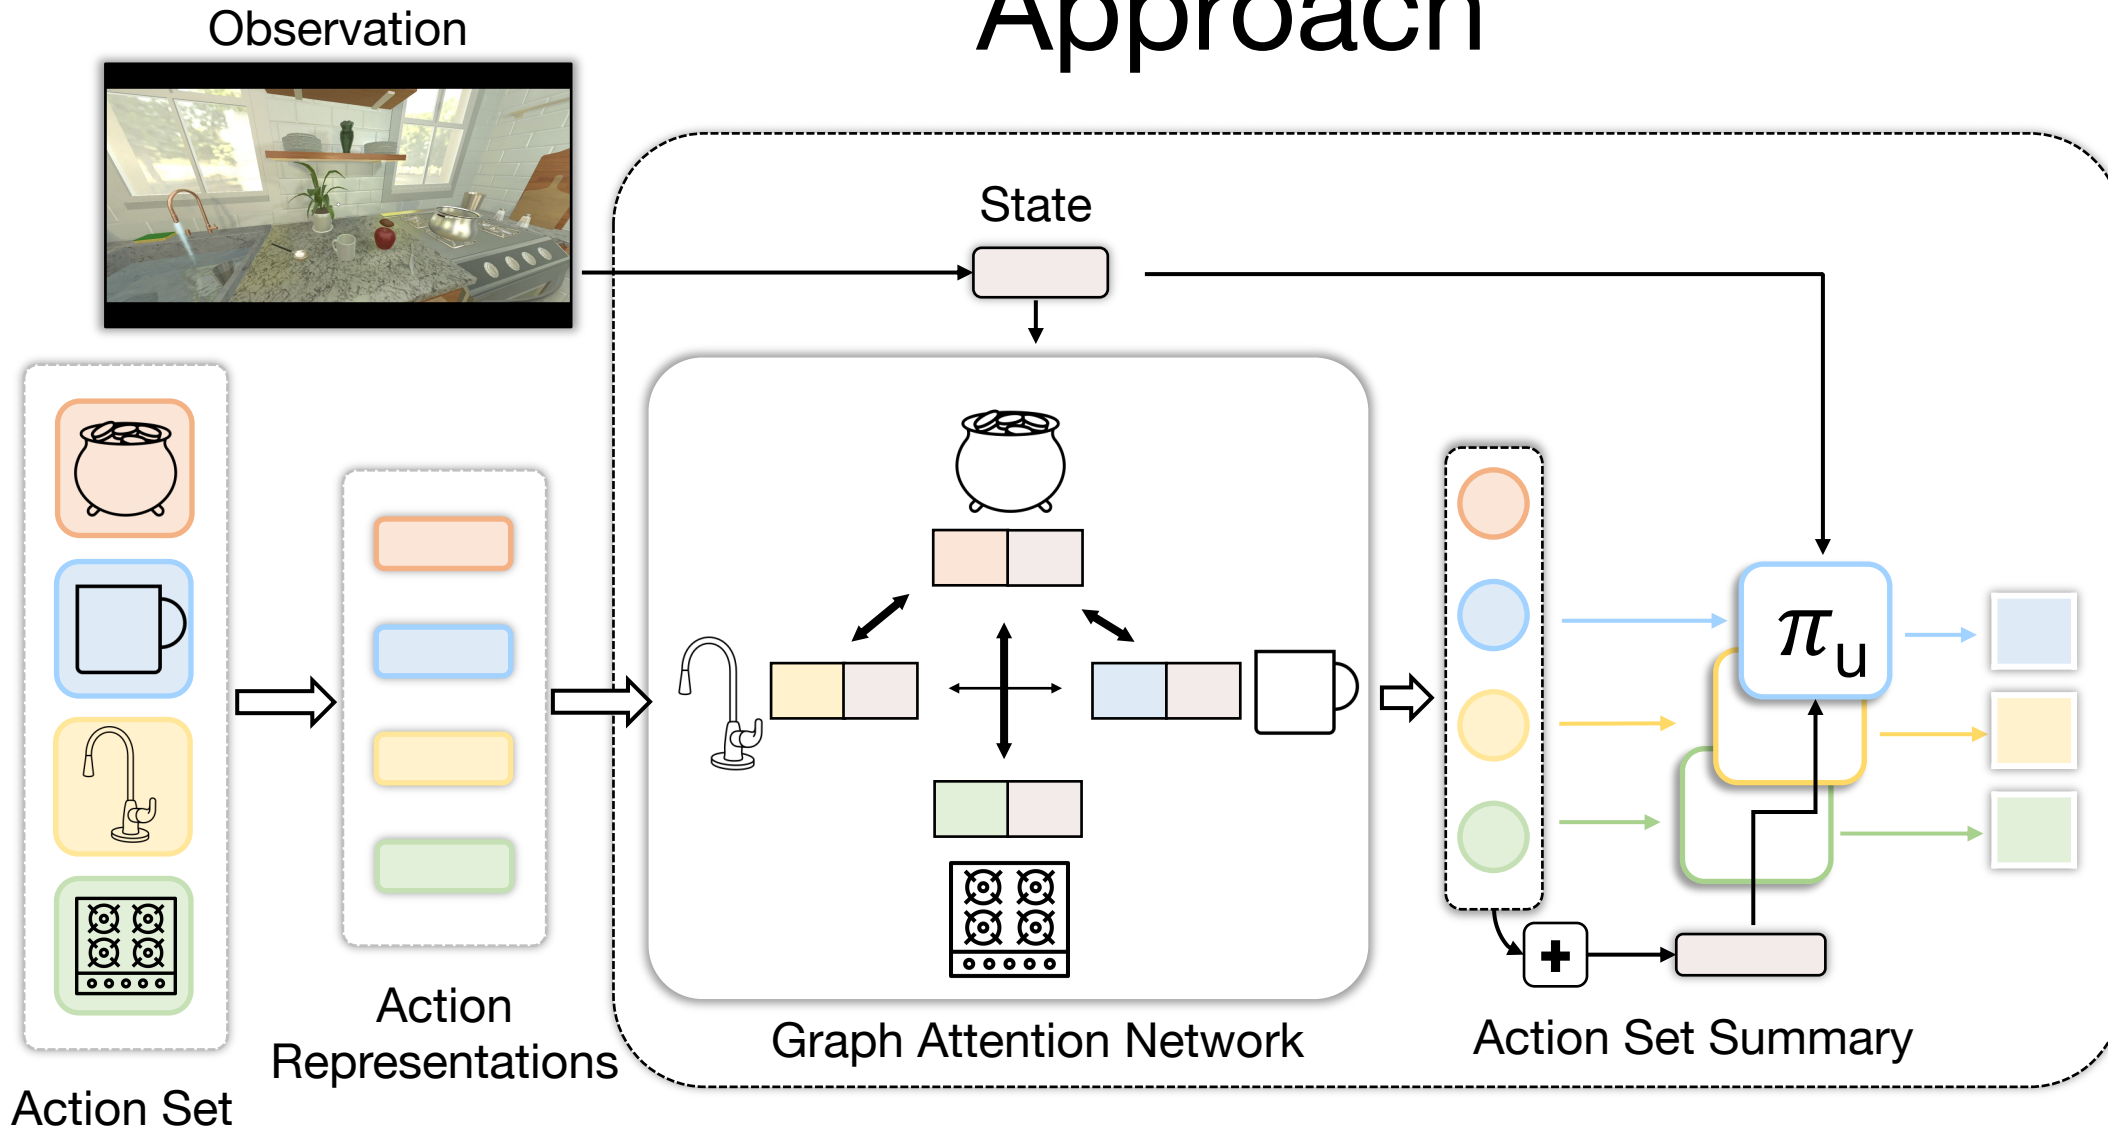 Approach
Observation
State
π u
Graph Attention Network
Action Set Summary
Action
Representations
Action Set